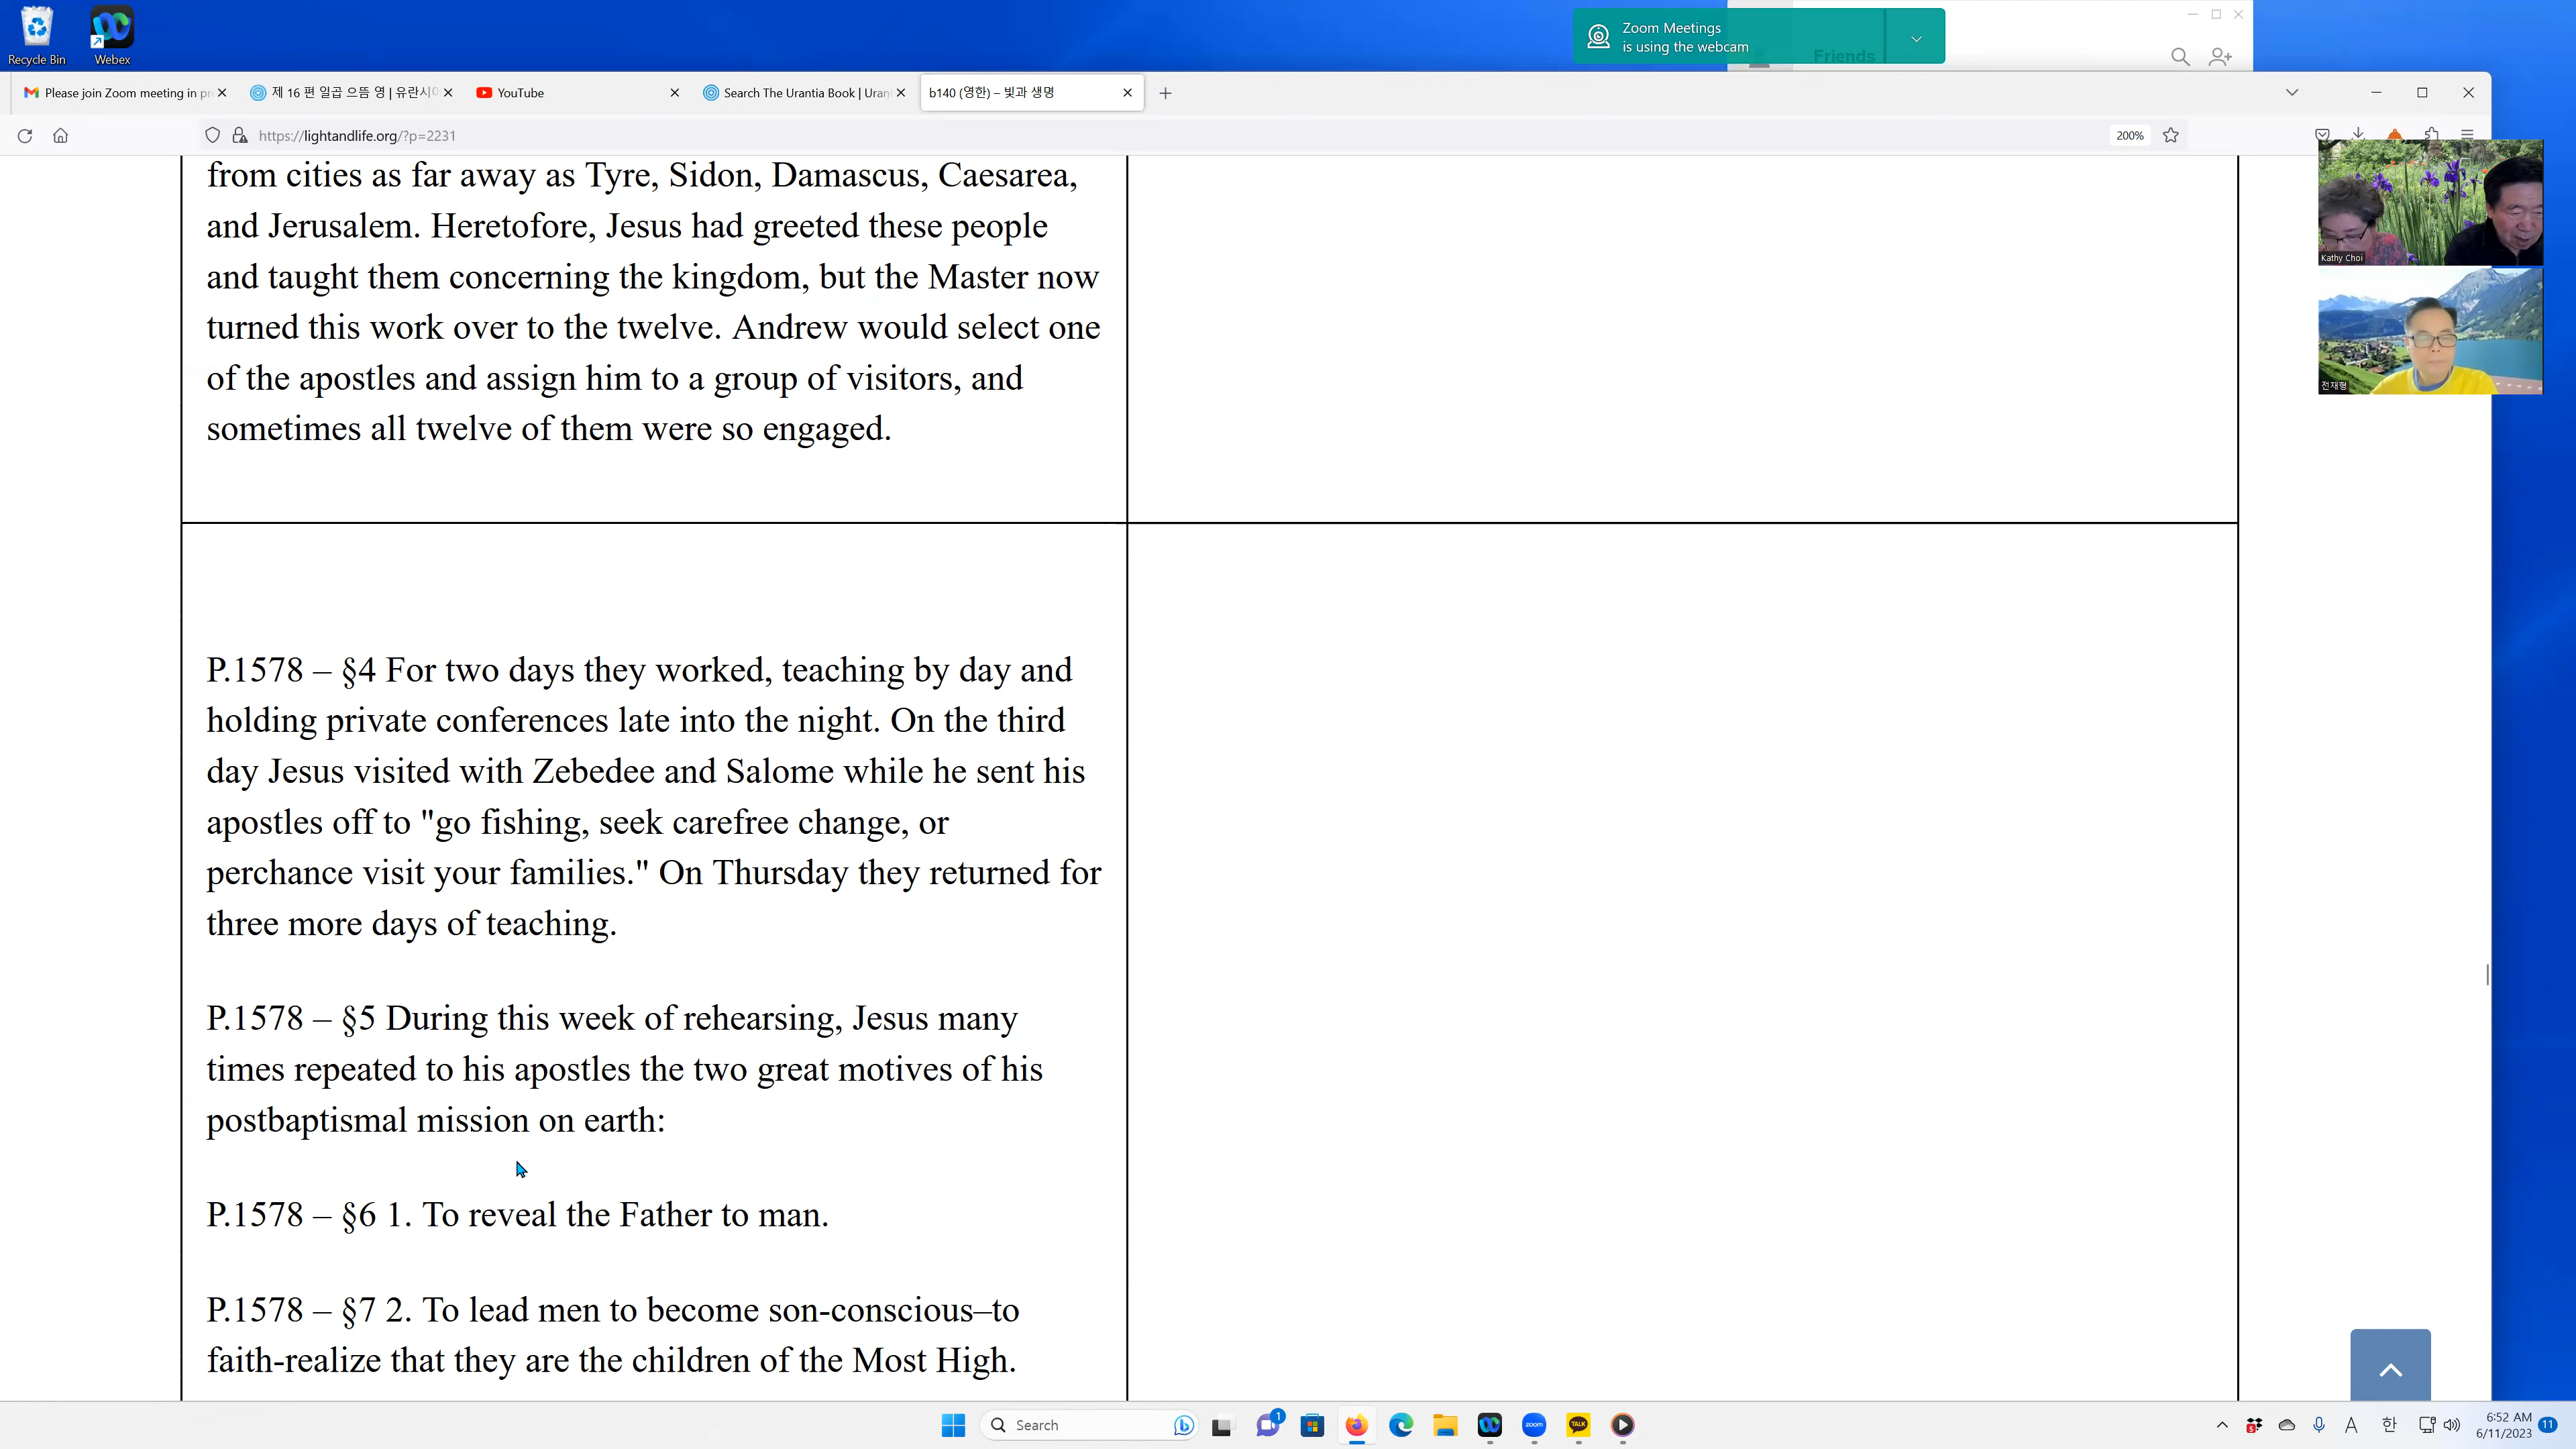 Recycle Bin
Webex
Zoom Meetings
is using the webcam
Friends
Please join Zoom meeting in pr
제 16 편 일곱 으뜸 영 | 유란시아
YouTube
Search The Urantia Book | Uran
b140 (영한) – 빛과 생명
https://lightandlife.org/?p=2231
200%
from cities as far away as Tyre, Sidon, Damascus, Caesarea,
and Jerusalem. Heretofore, Jesus had greeted these people
and taught them concerning the kingdom, but the Master now
turned this work over to the twelve. Andrew would select one
of the apostles and assign him to a group of visitors, and
sometimes all twelve of them were so engaged.
Kathy Choi
전재형
P.1578 – §4 For two days they worked, teaching by day and
holding private conferences late into the night. On the third
day Jesus visited with Zebedee and Salome while he sent his
apostles off to "go fishing, seek carefree change, or
perchance visit your families." On Thursday they returned for
three more days of teaching.
P.1578 – §5 During this week of rehearsing, Jesus many
times repeated to his apostles the two great motives of his
postbaptismal mission on earth:
P.1578 – §6 1. To reveal the Father to man.
P.1578 – §7 2. To lead men to become son-conscious–to
faith-realize that they are the children of the Most High.
Search
1
zoom
TALK
5
A
한
6:52 AM
6/11/2023
11